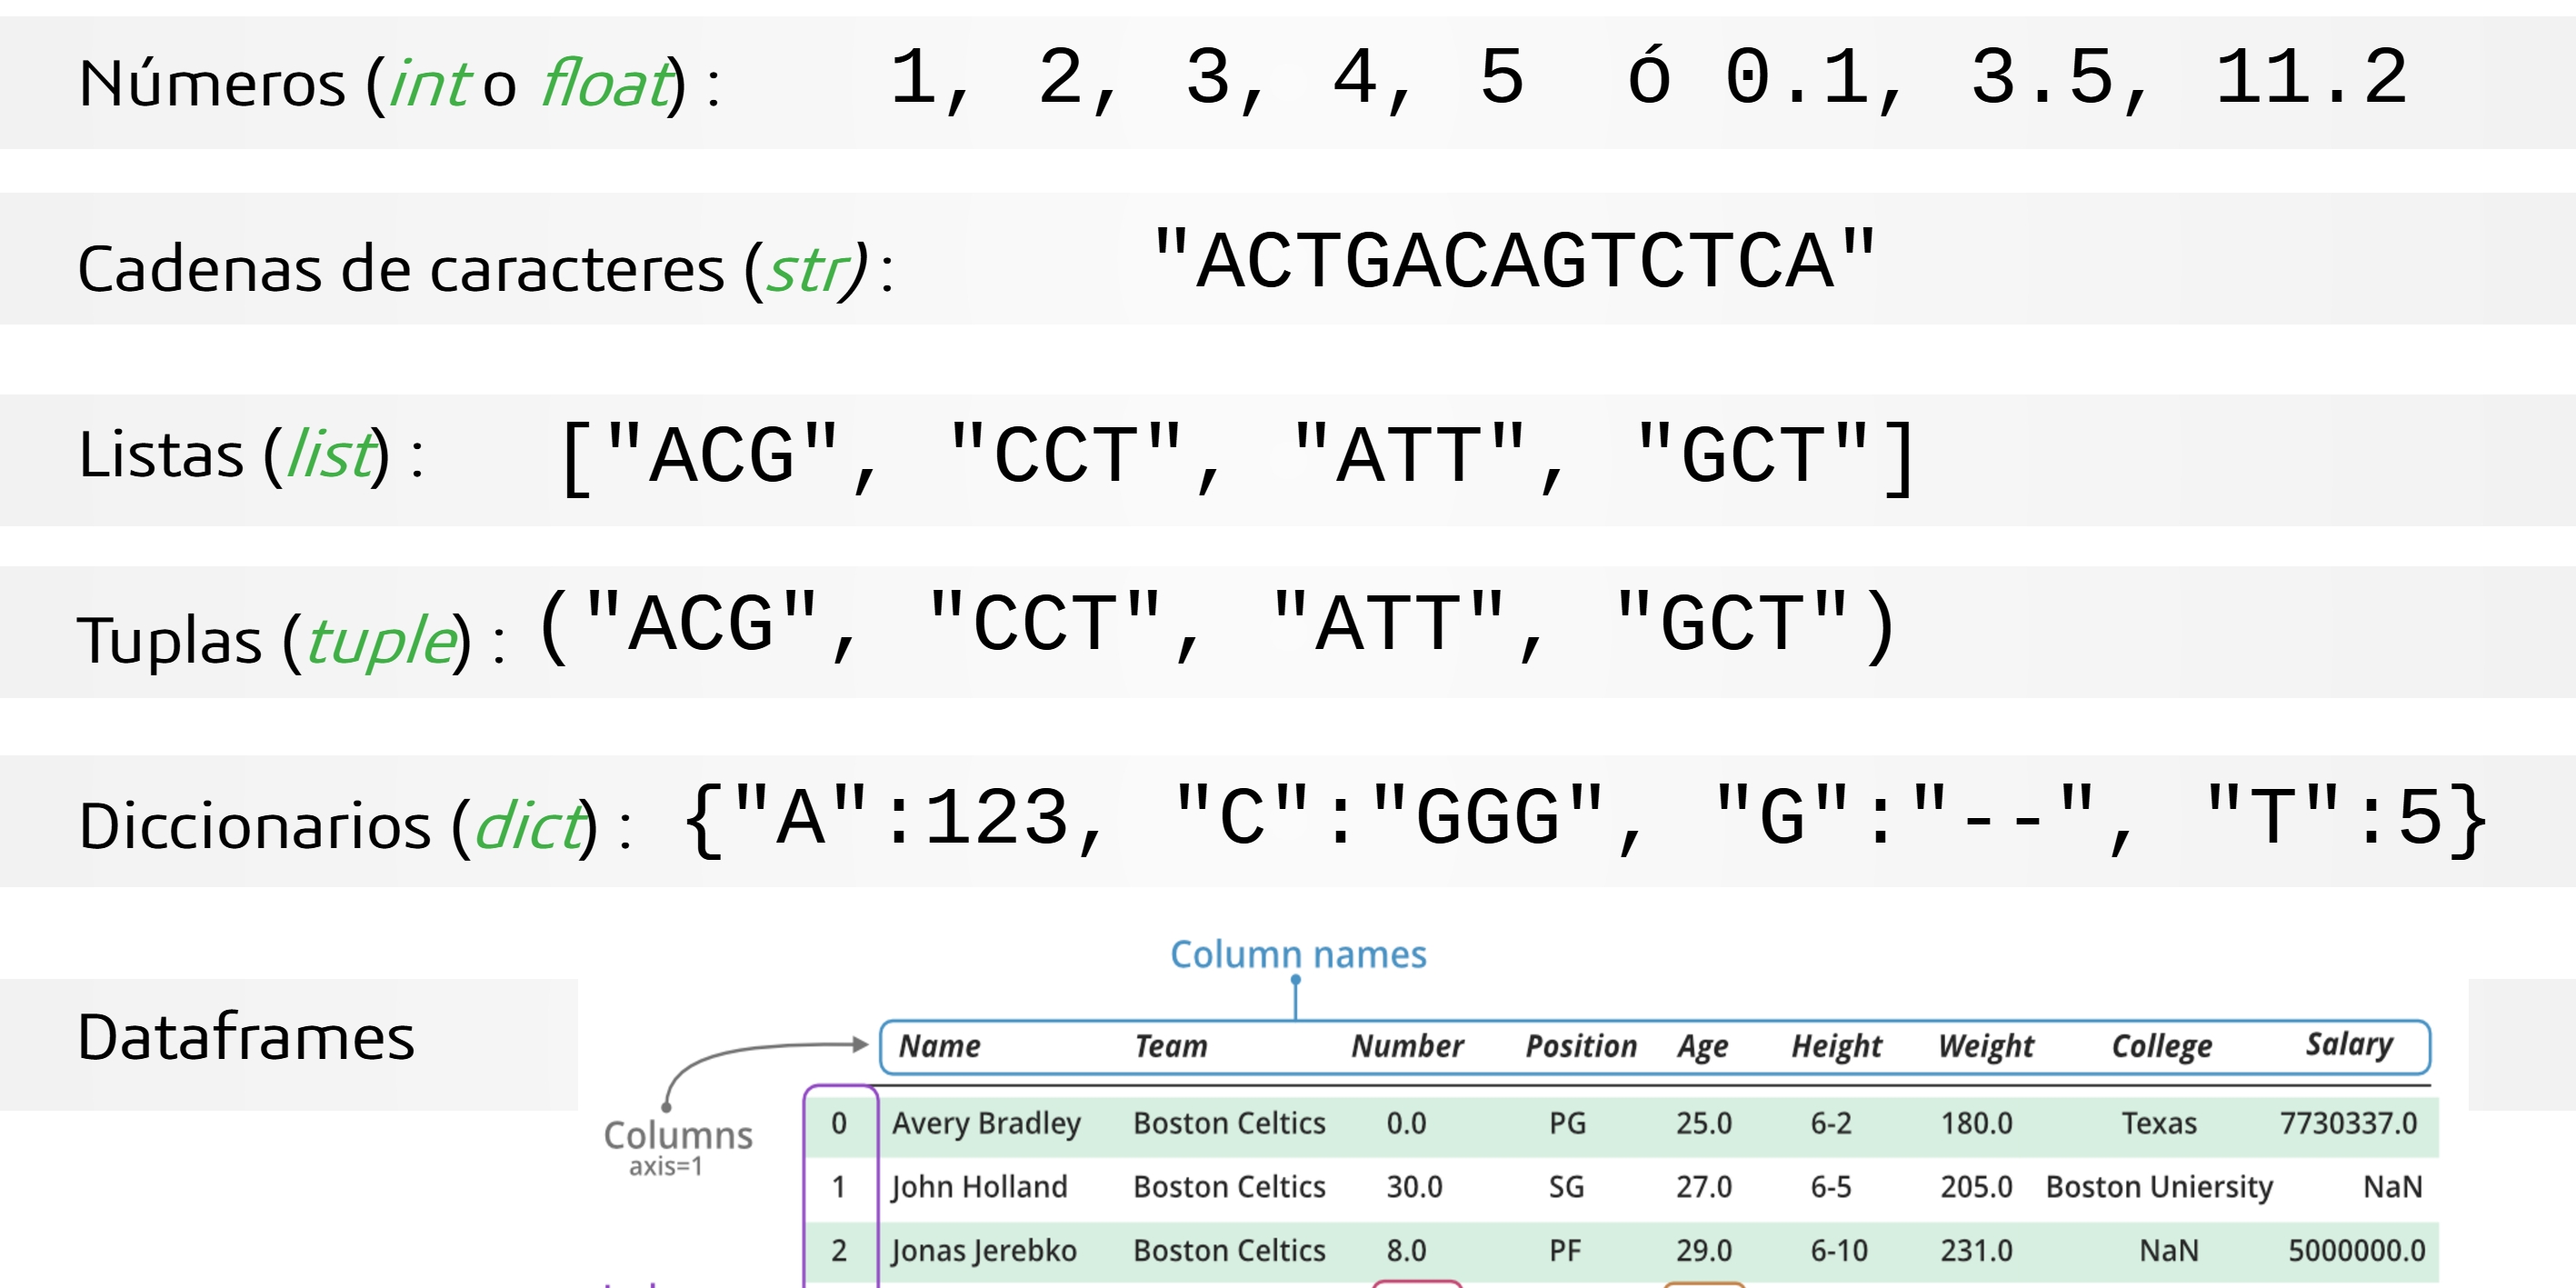 Números (int o float) : 1, 2, 3, 4, 5 ó 0.1, 3.5, 11.2
Cadenas de caracteres (str) : "ACTGACAGTCTCA"
Listas (list) : ["ACG", "CCT", "ATT", "GCT"]
Tuplas (tuple) : ("ACG", "CCT", "ATT", "GCT")
Diccionarios (dict) : {"A":123, "C":"GGG", "G":"--", "T":5}
Column names
Dataframes
Name Team Number Position Age Height Weight College Salary
0 Avery Bradley Boston Celtics 0.0 PG 25.0 6-2 180.0 Texas 7730337.0
Columns
axis=1
1 John Holland Boston Celtics 30.0 SG 27.0 6-5 205.0 Boston Uniersity NaN
2 Jonas Jerebko Boston Celtics 8.0 PF 29.0 6-10 231.0 NaN 5000000.0